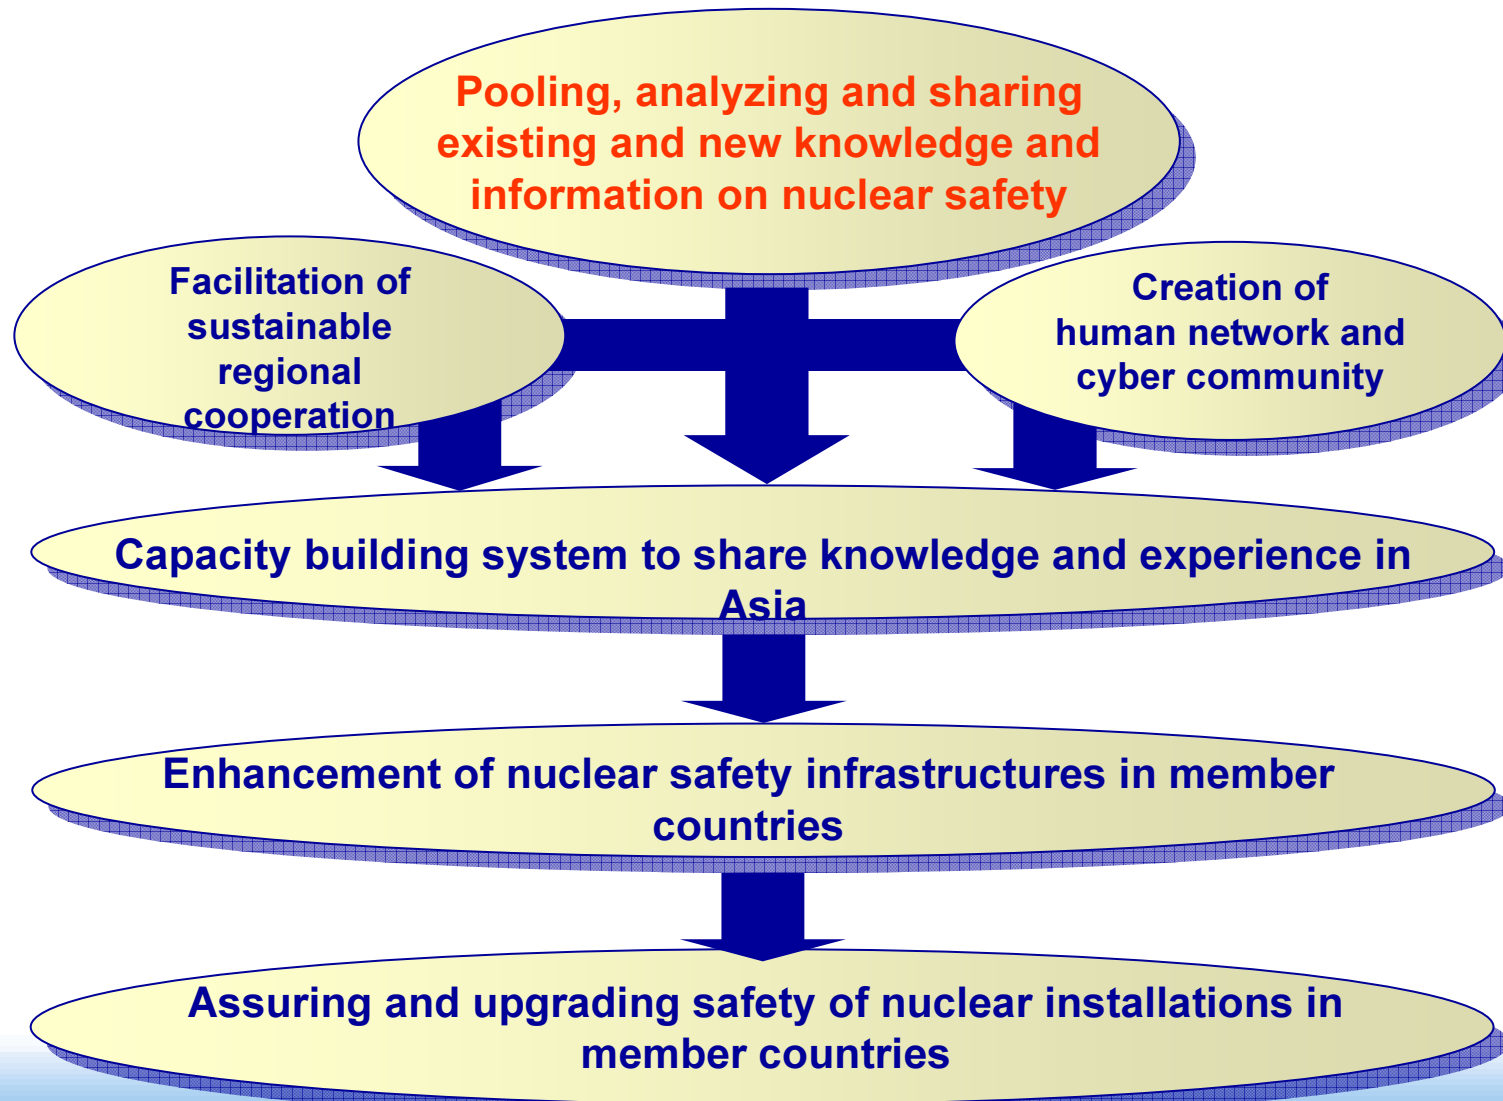 Pooling, analyzing and sharing
existing and new knowledge and
information on nuclear safety
Facilitation of
sustainable
regional
cooperation
Creation of
human network and
cyber community
Capacity building system to share knowledge and experience in
Asia
Enhancement of nuclear safety infrastructures in member
countries
Assuring and upgrading safety of nuclear installations in
member countries